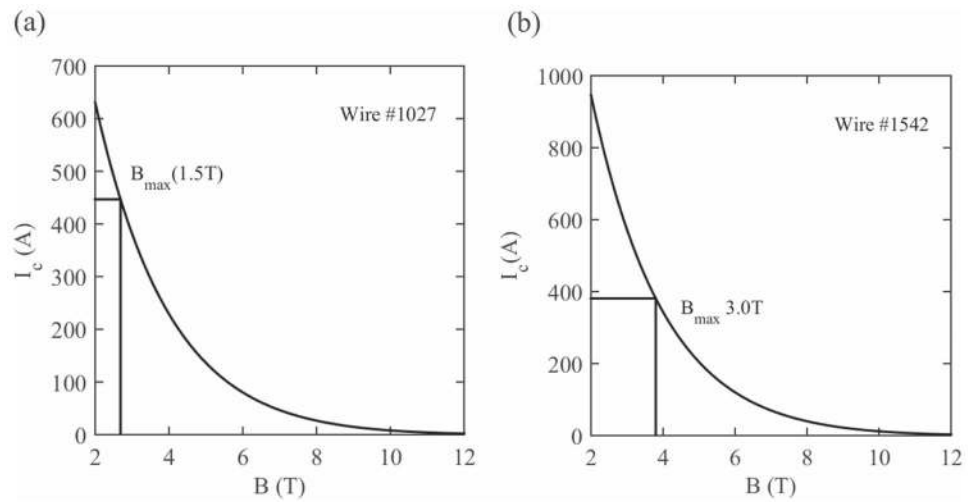 (a)
700
600
500
400
300
200
100
0
I_c (A)
Wire #1027
B_max(1.5T)
2 4 6 8 10 12
B (T)
(b)
1000
800
600
400
200
0
I_c (A)
Wire #1542
B_max 3.0T
2 4 6 8 10 12
B (T)